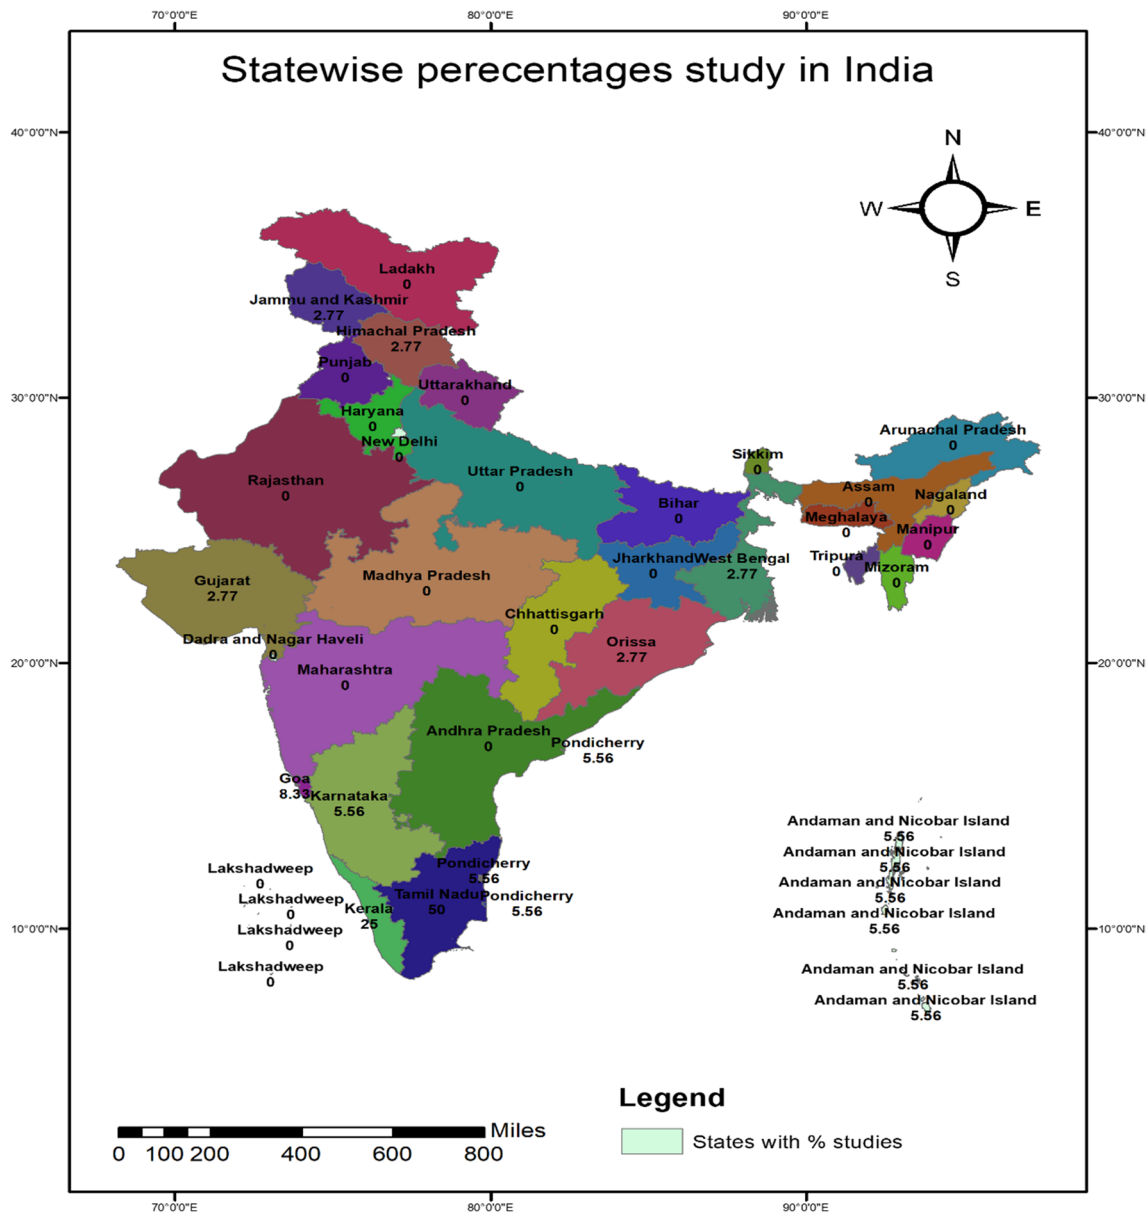 70°0'0"E 80°0'0"E 90°0'0"E
Statewise perecentages study in India
40°0'0"N 40°0'0"N
N
W E
S
Ladakh
0
Jammu and Kashmir
2.77
Himachal Pradesh
2.77
Punjab
0
Uttarakhand
0
30°0'0"N 30°0'0"N
Haryana
0
New Delhi
0
Arunachal Pradesh
0
Sikkim
0
Uttar Pradesh
0
Rajasthan
0
Assam
0
Nagaland
0
Bihar
0
Meghalaya
0
Manipur
0
Tripura
0
Mizoram
0
Jharkhand
0
West Bengal
2.77
Madhya Pradesh
0
Gujarat
2.77
Chhattisgarh
0
Dadra and Nagar Haveli
0
Orissa
2.77
20°0'0"N 20°0'0"N
Maharashtra
0
Andhra Pradesh
0
Pondicherry
5.56
Goa
8.33
Karnataka
5.56
Andaman and Nicobar Island
5.56
Andaman and Nicobar Island
5.56
Andaman and Nicobar Island
5.56
Andaman and Nicobar Island
5.56
Pondicherry
5.56
Lakshadweep
0
Tamil Nadu
50
Pondicherry
5.56
Lakshadweep
0
Kerala
25
Lakshadweep
0
10°0'0"N 10°0'0"N
Lakshadweep
0
Andaman and Nicobar Island
5.56
Andaman and Nicobar Island
5.56
Legend
States with % studies
Miles
0 100 200 400 600 800
70°0'0"E 80°0'0"E 90°0'0"E